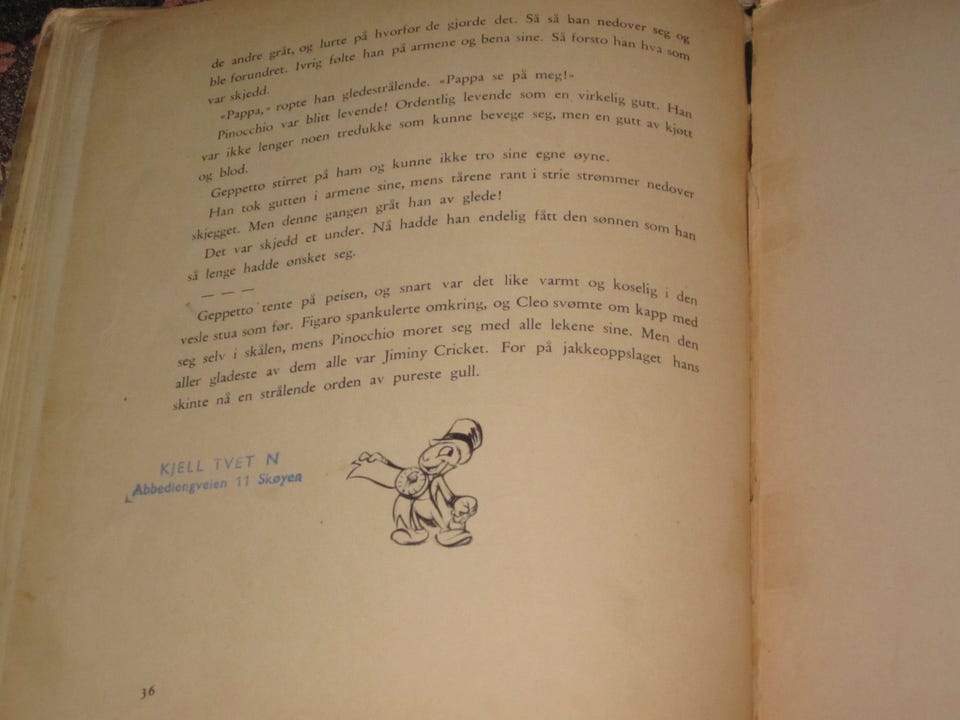 de andre gråt, og lurte på hvorfor de gjorde det. Så så han nedover seg og
ble forundret. Ivrig følte han på armene og bena sine. Så forsto han hva som
var skjedd.
«Pappa,» ropte han gledestrålende. «Pappa se på meg!»
Pinocchio var blitt levende! Ordentlig levende som en virkelig gutt. Han
var ikke lenger noen tredukke som kunne bevege seg, men en gutt av kjøtt
og blod.
Geppetto stirret på ham og kunne ikke tro sine egne øyne.
Han tok gutten i armene sine, mens tårene rant i strie strømmer nedover
skjegget. Men denne gangen gråt han av glede!
Det var skjedd et under. Nå hadde han endelig fått den sønnen som han
så lenge hadde ønsket seg.
— — —
Geppetto tente på peisen, og snart var det like varmt og koselig i den
vesle stua som før. Figaro spankulerte omkring, og Cleo svømte om kapp med
seg selv i skålen, mens Pinocchio moret seg med alle lekene sine. Men den
aller gladeste av dem alle var Jiminy Cricket. For på jakkeoppslaget hans
skinte nå en strålende orden av pureste gull.
KJELL TVET N
Abbediengveien 11 Skøyen
36